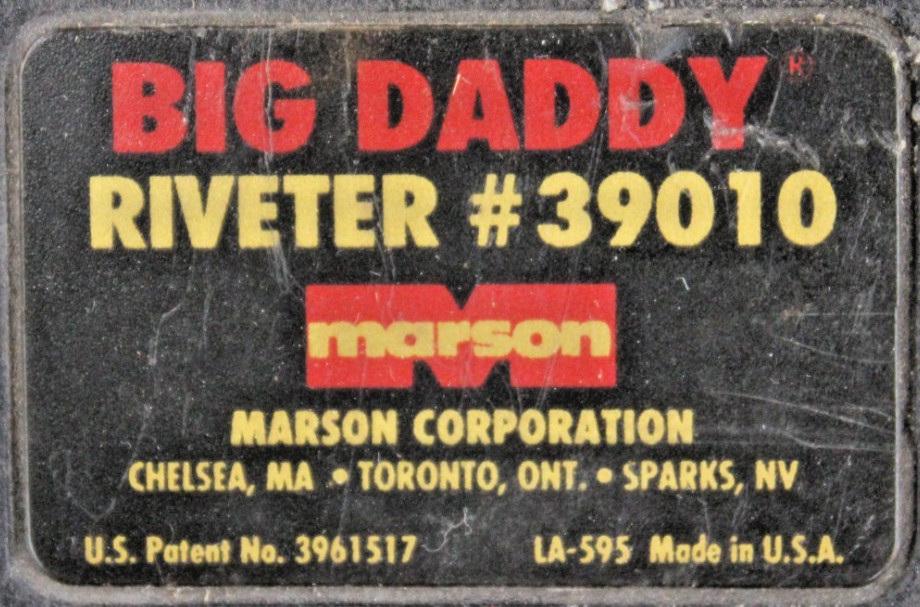 BIG DADDY®
RIVETER #39010
marson
MARSON CORPORATION
CHELSEA, MA • TORONTO, ONT. • SPARKS, NV
U.S. Patent No. 3961517 LA-595 Made in U.S.A.